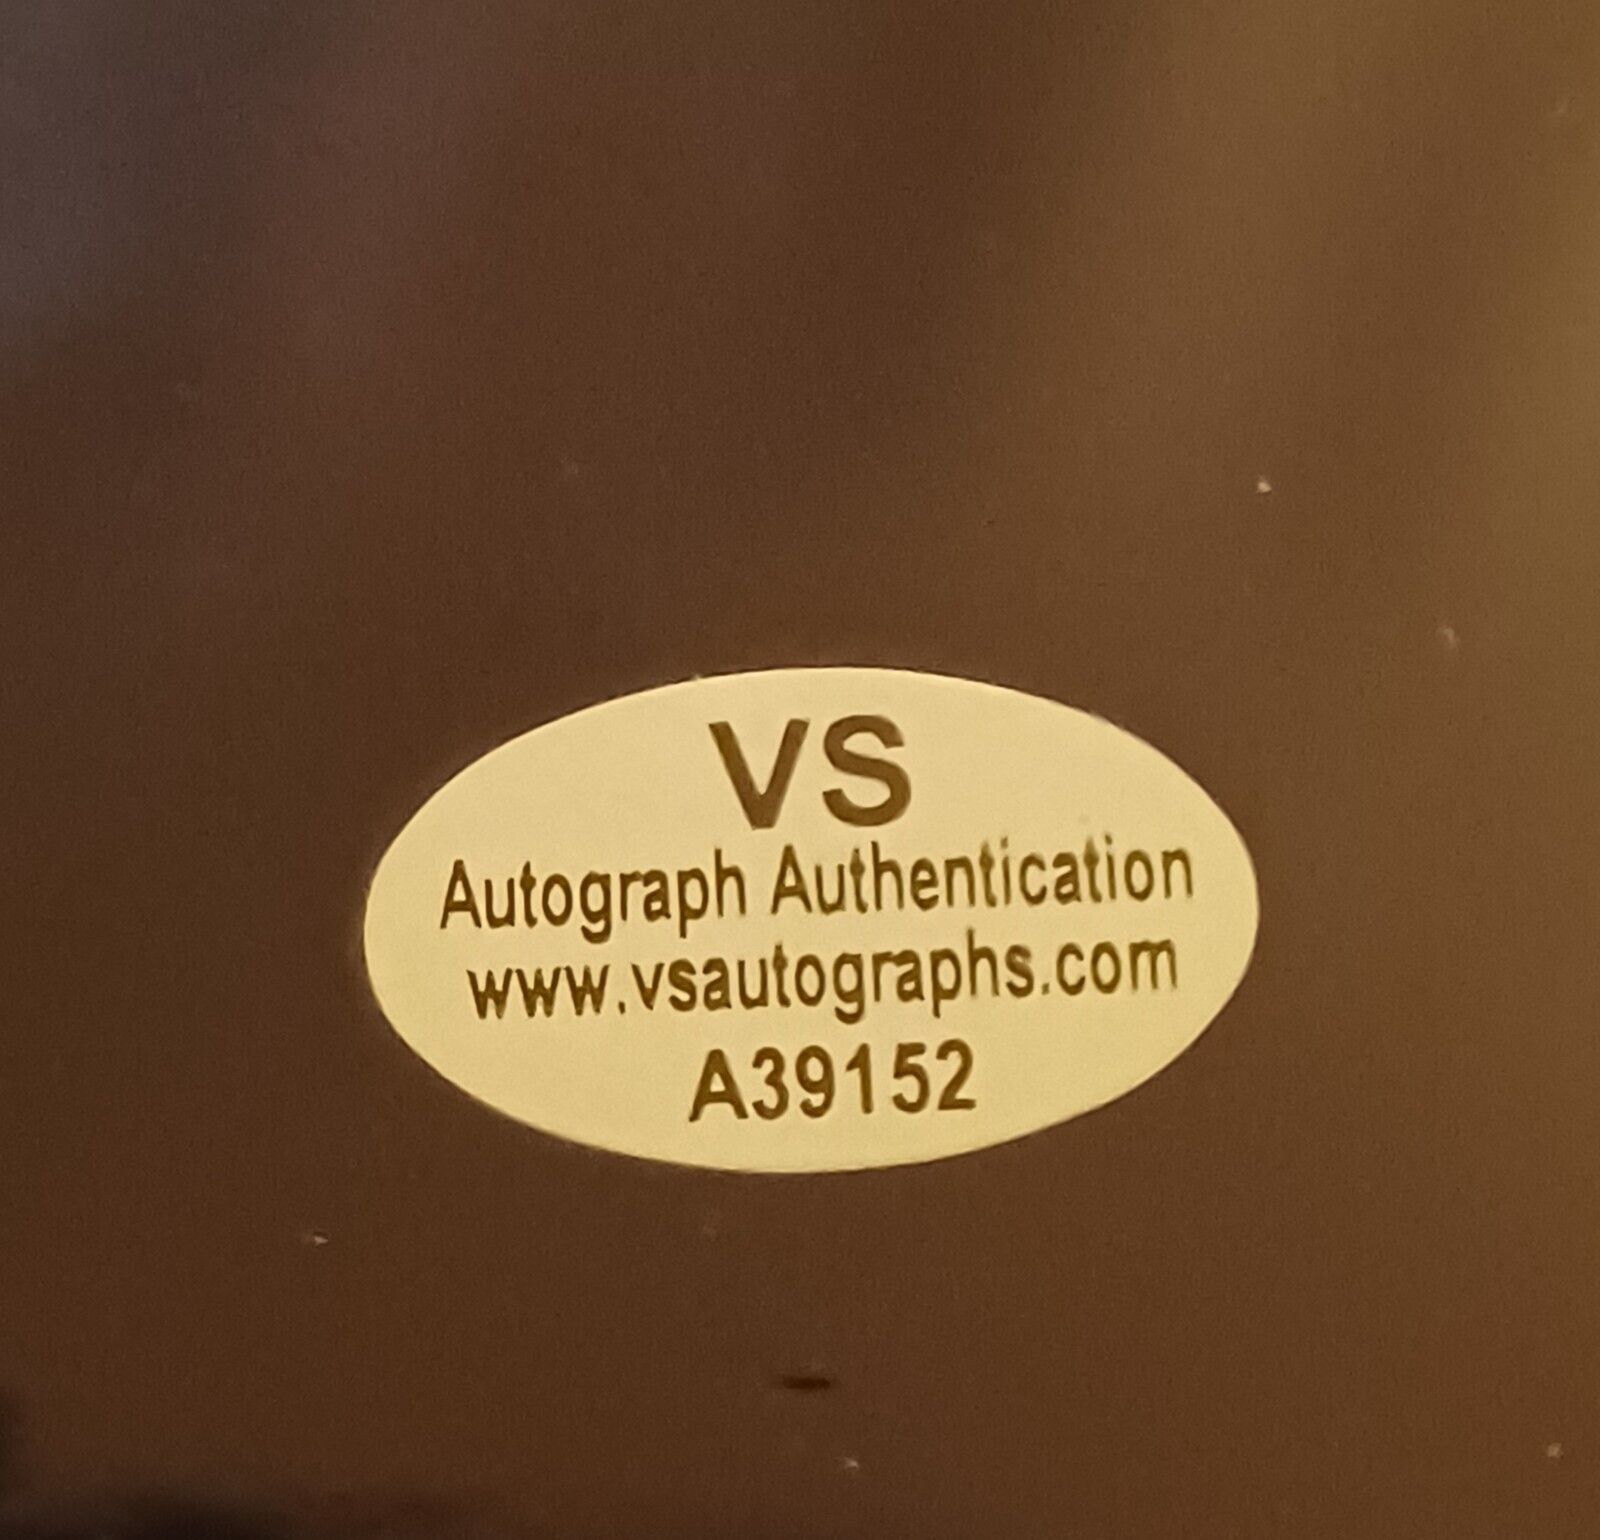 VS
Autograph Authentication
www.vsautographs.com
A39152